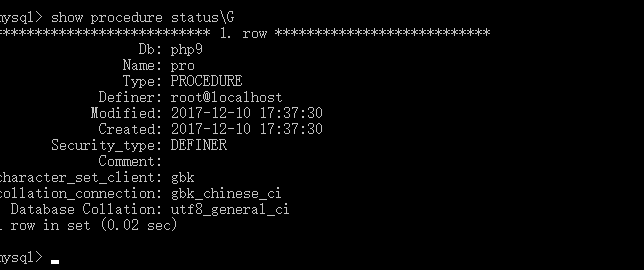 mysql> show procedure status\G
*************************** 1. row ***************************
Db: php9
Name: pro
Type: PROCEDURE
Definer: root@localhost
Modified: 2017-12-10 17:37:30
Created: 2017-12-10 17:37:30
Security_type: DEFINER
Comment:
character_set_client: gbk
collation_connection: gbk_chinese_ci
Database Collation: utf8_general_ci
1 row in set (0.02 sec)
mysql>